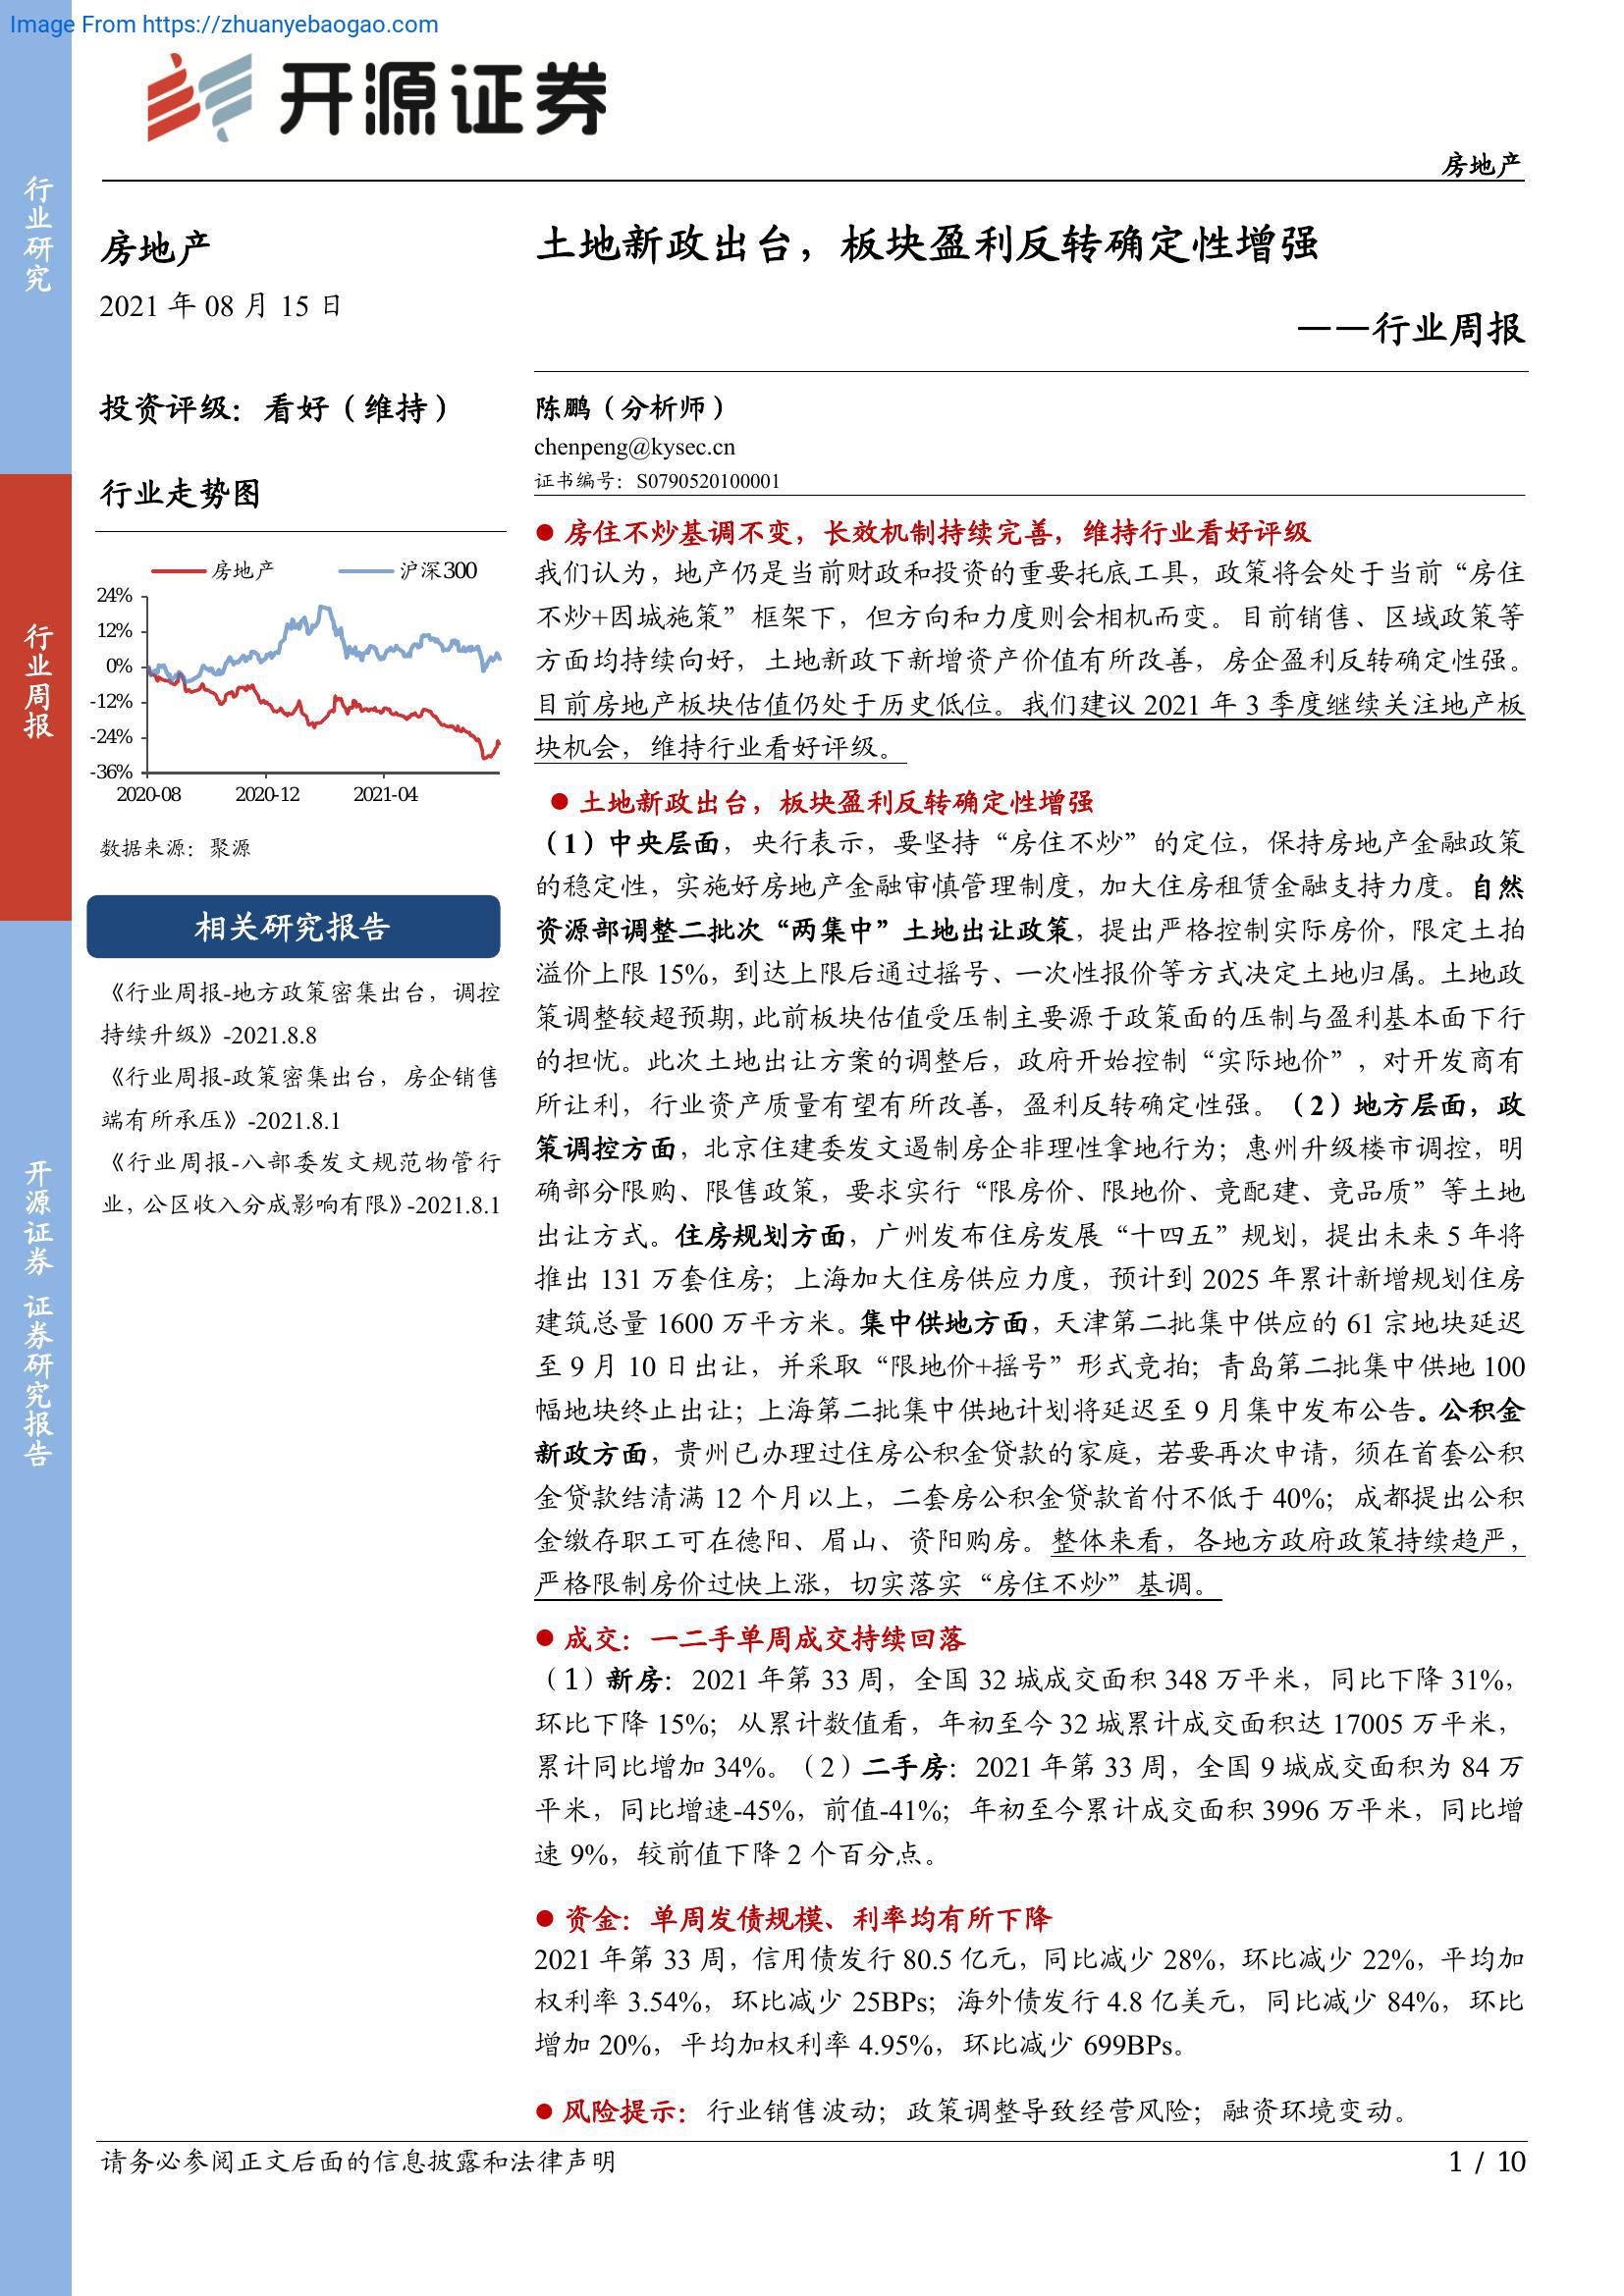 Image From https://zhuanyebaogao.com
开源证券
房地产
行业研究
行业周报
开源证券 证券研究报告
房地产
2021 年 08 月 15 日
投资评级：看好（维持）
行业走势图
房地产 沪深300
24%
12%
0%
-12%
-24%
-36%
2020-08 2020-12 2021-04
数据来源：聚源
相关研究报告
《行业周报-地方政策密集出台，调控
持续升级》-2021.8.8
《行业周报-政策密集出台，房企销售
端有所承压》-2021.8.1
《行业周报-八部委发文规范物管行
业，公区收入分成影响有限》-2021.8.1
土地新政出台，板块盈利反转确定性增强
——行业周报
陈鹏（分析师）
chenpeng@kysec.cn
证书编号：S0790520100001
● 房住不炒基调不变，长效机制持续完善，维持行业看好评级
我们认为，地产仍是当前财政和投资的重要托底工具，政策将会处于当前“房住
不炒+因城施策”框架下，但方向和力度则会相机而变。目前销售、区域政策等
方面均持续向好，土地新政下新增资产价值有所改善，房企盈利反转确定性强。
目前房地产板块估值仍处于历史低位。我们建议 2021 年 3 季度继续关注地产板
块机会，维持行业看好评级。
● 土地新政出台，板块盈利反转确定性增强
（1）中央层面，央行表示，要坚持“房住不炒”的定位，保持房地产金融政策
的稳定性，实施好房地产金融审慎管理制度，加大住房租赁金融支持力度。自然
资源部调整二批次“两集中”土地出让政策，提出严格控制实际房价，限定土拍
溢价上限 15%，到达上限后通过摇号、一次性报价等方式决定土地归属。土地政
策调整较超预期，此前板块估值受压制主要源于政策面的压制与盈利基本面下行
的担忧。此次土地出让方案的调整后，政府开始控制“实际地价”，对开发商有
所让利，行业资产质量有望有所改善，盈利反转确定性强。（2）地方层面，政
策调控方面，北京住建委发文遏制房企非理性拿地行为；惠州升级楼市调控，明
确部分限购、限售政策，要求实行“限房价、限地价、竞配建、竞品质”等土地
出让方式。住房规划方面，广州发布住房发展“十四五”规划，提出未来 5 年将
推出 131 万套住房；上海加大住房供应力度，预计到 2025 年累计新增规划住房
建筑总量 1600 万平方米。集中供地方面，天津第二批集中供应的 61 宗地块延迟
至 9 月 10 日出让，并采取“限地价+摇号”形式竞拍；青岛第二批集中供地 100
幅地块终止出让；上海第二批集中供地计划将延迟至 9 月集中发布公告。公积金
新政方面，贵州已办理过住房公积金贷款的家庭，若要再次申请，须在首套公积
金贷款结清满 12 个月以上，二套房公积金贷款首付不低于 40%；成都提出公积
金缴存职工可在德阳、眉山、资阳购房。整体来看，各地方政府政策持续趋严，
严格限制房价过快上涨，切实落实“房住不炒”基调。
● 成交：一二手单周成交持续回落
（1）新房：2021 年第 33 周，全国 32 城成交面积 348 万平米，同比下降 31%，
环比下降 15%；从累计数值看，年初至今 32 城累计成交面积达 17005 万平米，
累计同比增加 34%。（2）二手房：2021 年第 33 周，全国 9 城成交面积为 84 万
平米，同比增速-45%，前值-41%；年初至今累计成交面积 3996 万平米，同比增
速 9%，较前值下降 2 个百分点。
● 资金：单周发债规模、利率均有所下降
2021 年第 33 周，信用债发行 80.5 亿元，同比减少 28%，环比减少 22%，平均加
权利率 3.54%，环比减少 25BPs；海外债发行 4.8 亿美元，同比减少 84%，环比
增加 20%，平均加权利率 4.95%，环比减少 699BPs。
● 风险提示：行业销售波动；政策调整导致经营风险；融资环境变动。
请务必参阅正文后面的信息披露和法律声明
1 / 10